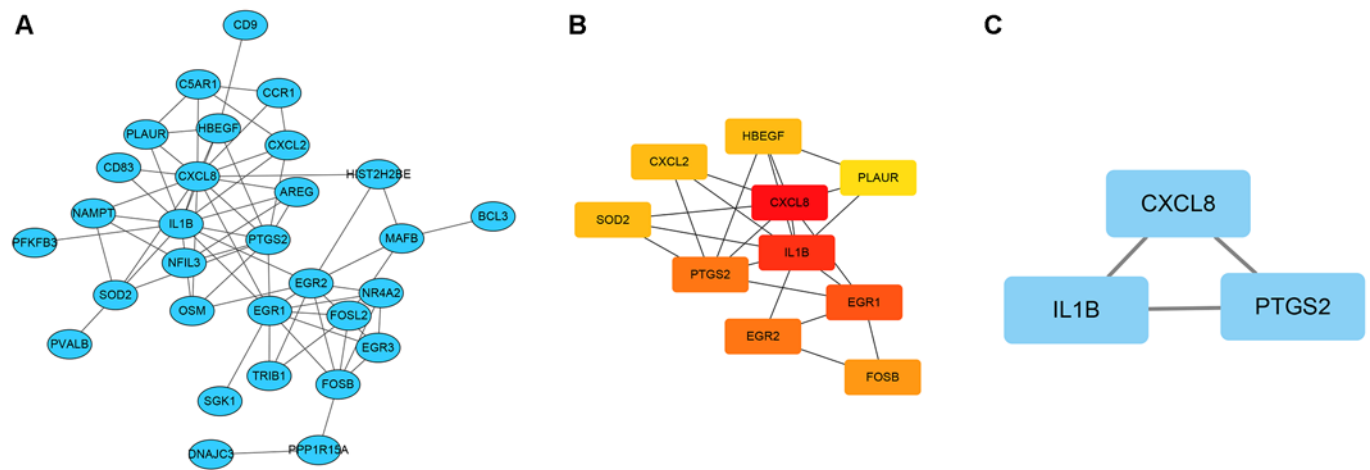 A
B
C
CD9
C5AR1
CCR1
PLAUR
HBEGF
CXCL2
CD83
CXCL8
HIST2H2BE
AREG
NAMPT
IL1B
BCL3
PFKFB3
PTGS2
MAFB
NFIL3
EGR2
SOD2
NR4A2
OSM
EGR1
FOSL2
PVALB
EGR3
TRIB1
FOSB
SGK1
DNAJC3
PPP1R15A
HBEGF
CXCL2
PLAUR
CXCL8
SOD2
IL1B
PTGS2
EGR1
EGR2
FOSB
CXCL8
IL1B
PTGS2